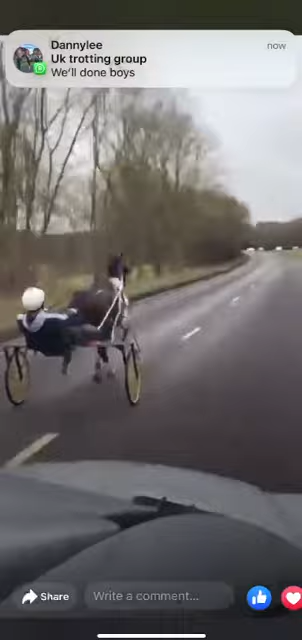 Dannylee
now
Uk trotting group
We'll done boys
Share
Write a comment...